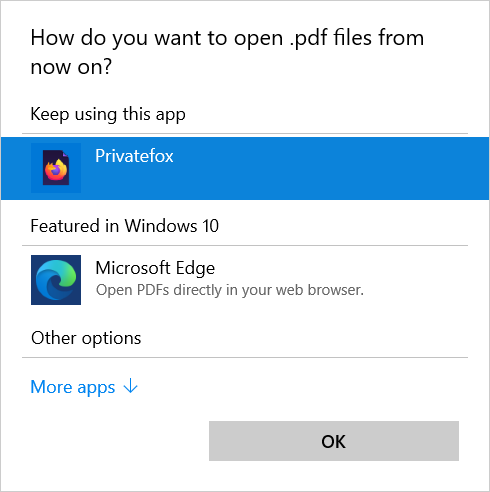 How do you want to open .pdf files from
now on?
Keep using this app
Privatefox
Featured in Windows 10
Microsoft Edge
Open PDFs directly in your web browser.
Other options
More apps ↓
OK